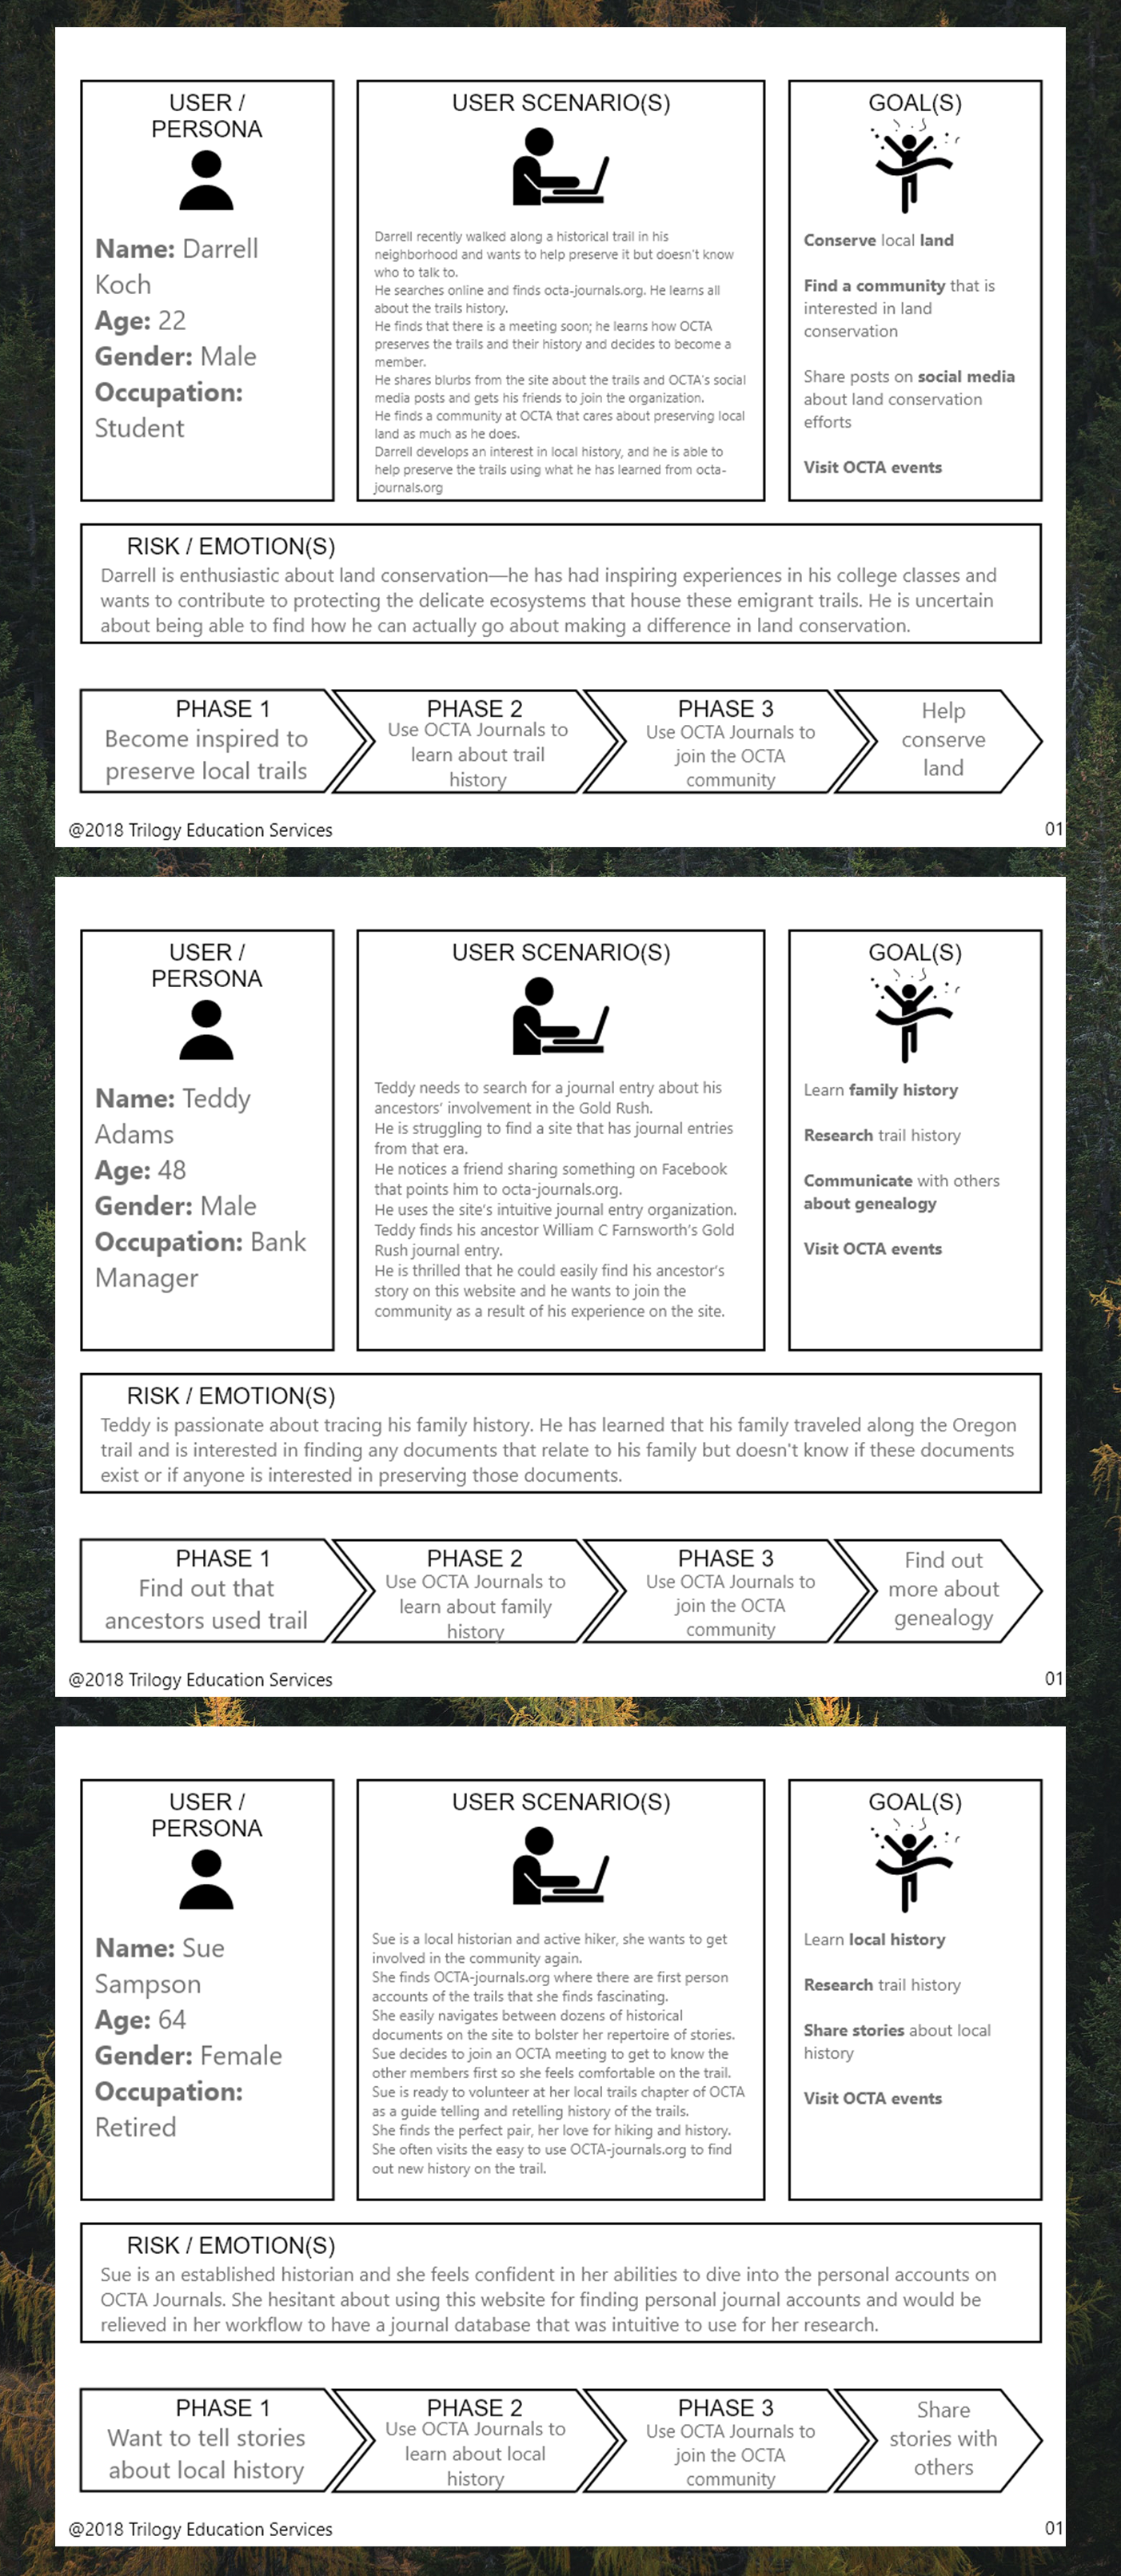 USER /
PERSONA
Name: Darrell
Koch
Age: 22
Gender: Male
Occupation:
Student
USER SCENARIO(S)
Darrell recently walked along a historical trail in his
neighborhood and wants to help preserve it but doesn't know
who to talk to.
He searches online and finds octa-journals.org. He learns all
about the trails history.
He finds that there is a meeting soon; he learns how OCTA
preserves the trails and their history and decides to become a
member.
He shares blurbs from the site about the trails and OCTA's social
media posts and gets his friends to join the organization.
He finds a community at OCTA that cares about preserving local
land as much as he does.
Darrell develops an interest in local history, and he is able to
help preserve the trails using what he has learned from octa-
journals.org
GOAL(S)
Conserve local land
Find a community that is
interested in land
conservation
Share posts on social media
about land conservation
efforts
Visit OCTA events
RISK / EMOTION(S)
Darrell is enthusiastic about land conservation—he has had inspiring experiences in his college classes and
wants to contribute to protecting the delicate ecosystems that house these emigrant trails. He is uncertain
about being able to find how he can actually go about making a difference in land conservation.
PHASE 1
Become inspired to
preserve local trails
PHASE 2
Use OCTA Journals to
learn about trail
history
PHASE 3
Use OCTA Journals to
join the OCTA
community
Help
conserve
land
@2018 Trilogy Education Services
01
USER /
PERSONA
Name: Teddy
Adams
Age: 48
Gender: Male
Occupation: Bank
Manager
USER SCENARIO(S)
Teddy needs to search for a journal entry about his
ancestors' involvement in the Gold Rush.
He is struggling to find a site that has journal entries
from that era.
He notices a friend sharing something on Facebook
that points him to octa-journals.org.
He uses the site's intuitive journal entry organization.
Teddy finds his ancestor William C Farnsworth's Gold
Rush journal entry.
He is thrilled that he could easily find his ancestor's
story on this website and he wants to join the
community as a result of his experience on the site.
GOAL(S)
Learn family history
Research trail history
Communicate with others
about genealogy
Visit OCTA events
RISK / EMOTION(S)
Teddy is passionate about tracing his family history. He has learned that his family traveled along the Oregon
trail and is interested in finding any documents that relate to his family but doesn't know if these documents
exist or if anyone is interested in preserving those documents.
PHASE 1
Find out that
ancestors used trail
PHASE 2
Use OCTA Journals to
learn about family
history
PHASE 3
Use OCTA Journals to
join the OCTA
community
Find out
more about
genealogy
@2018 Trilogy Education Services
01
USER /
PERSONA
Name: Sue
Sampson
Age: 64
Gender: Female
Occupation:
Retired
USER SCENARIO(S)
Sue is a local historian and active hiker, she wants to get
involved in the community again.
She finds OCTA-journals.org where there are first person
accounts of the trails that she finds fascinating.
She easily navigates between dozens of historical
documents on the site to bolster her repertoire of stories.
Sue decides to join an OCTA meeting to get to know the
other members first so she feels comfortable on the trail.
Sue is ready to volunteer at her local trails chapter of OCTA
as a guide telling and retelling history of the trails.
She finds the perfect pair, her love for hiking and history.
She often visits the easy to use OCTA-journals.org to find
out new history on the trail.
GOAL(S)
Learn local history
Research trail history
Share stories about local
history
Visit OCTA events
RISK / EMOTION(S)
Sue is an established historian and she feels confident in her abilities to dive into the personal accounts on
OCTA Journals. She hesitant about using this website for finding personal journal accounts and would be
relieved in her workflow to have a journal database that was intuitive to use for her research.
PHASE 1
Want to tell stories
about local history
PHASE 2
Use OCTA Journals to
learn about local
history
PHASE 3
Use OCTA Journals to
join the OCTA
community
Share
stories with
others
@2018 Trilogy Education Services
01